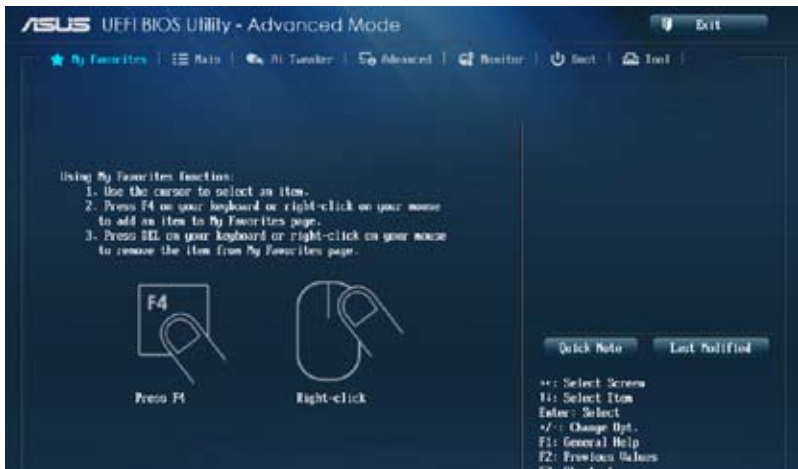 ASUS UEFI BIOS Utility - Advanced Mode
Exit
My Favorites | Main | Ai Tweaker | Advanced | Monitor | Boot | Tool |
Using My Favorites function:
1. Use the cursor to select an item.
2. Press F4 on your keyboard or right-click on your mouse
to add an item to My Favorites page.
3. Press DEL on your keyboard or right-click on your mouse
to remove the item from My Favorites page.
F4
Press F4
Right-click
Quick Note
Last Modified
: Select Screen
: Select Item
Enter: Select
+/-: Change Opt.
F1: General Help
F2: Previous Values